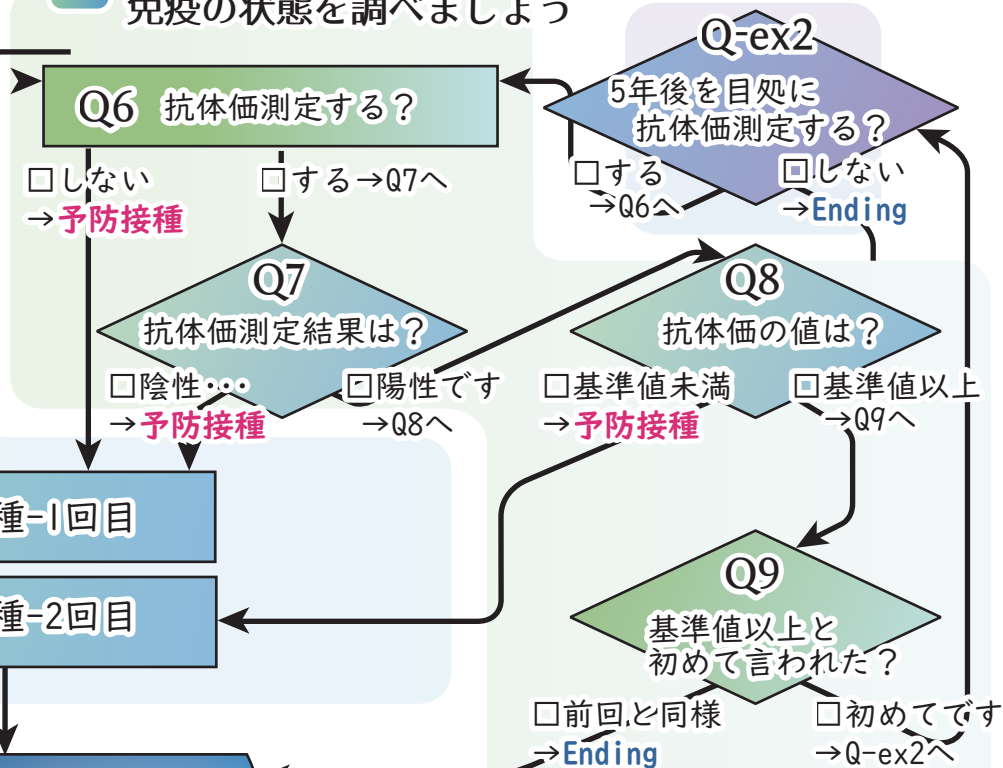 免疫の状態を調べましょう
Q6 抗体価測定する？
□しない
→予防接種
□する→Q7へ
Q-ex2
5年後を目処に
抗体価測定する？
□する
→Q6へ
□しない
→Ending
Q7
抗体価測定結果は？
□陰性･･･
→予防接種
□陽性です
→Q8へ
Q8
抗体価の値は？
□基準値未満
→予防接種
□基準値以上
→Q9へ
種-1回目
種-2回目
Q9
基準値以上と
初めて言われた？
□前回と同様
→Ending
□初めてです
→Q-ex2へ